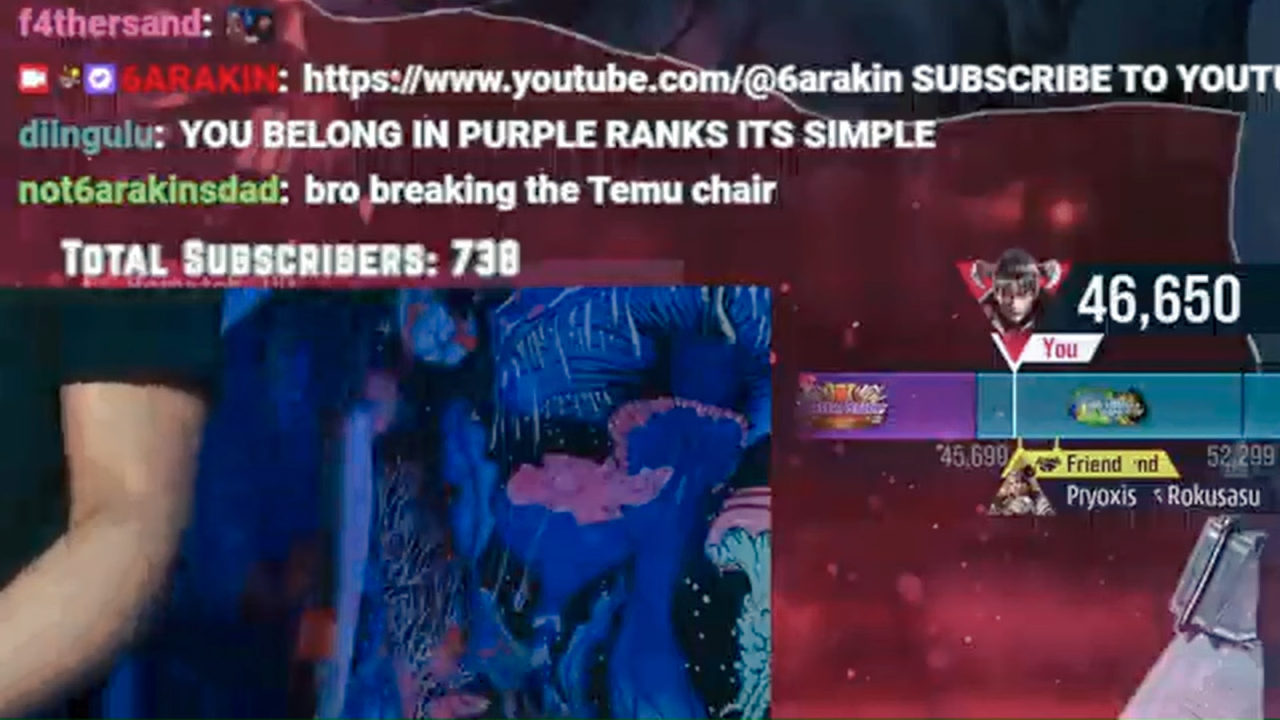 f4thersand:
6ARAKIN: https://www.youtube.com/@6arakin SUBSCRIBE TO YOUTU
diingulu: YOU BELONG IN PURPLE RANKS ITS SIMPLE
not6arakinsdad: bro breaking the Temu chair
TOTAL SUBSCRIBERS: 738
46,650
You
45,699 52,299
Friend nd
Pryoxis Rokusasu